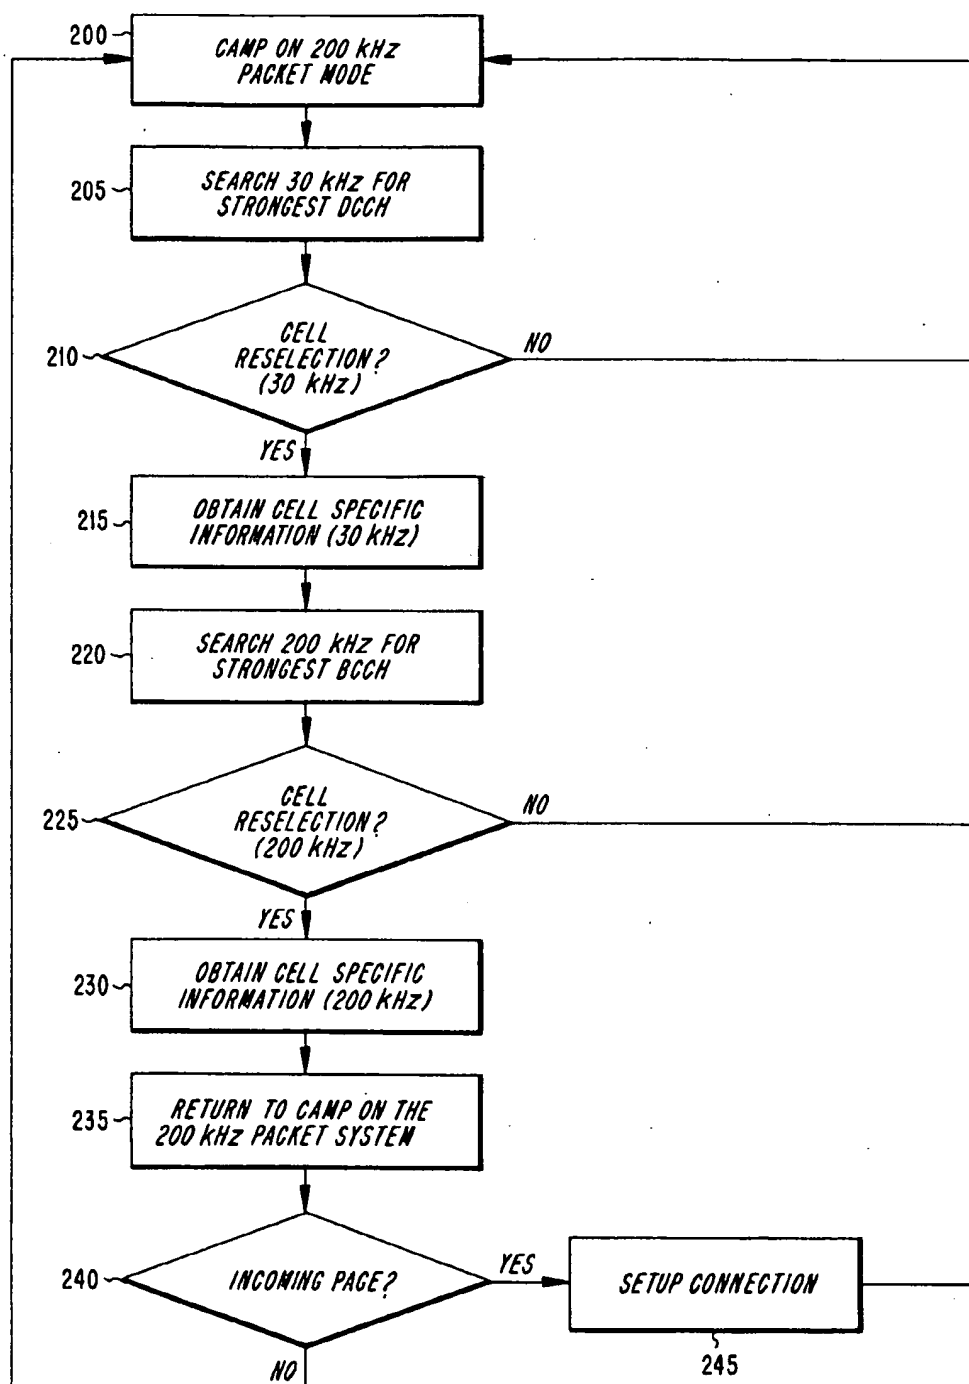 200
CAMP ON 200 kHz
PACKET MODE
205
SEARCH 30 kHz FOR
STRONGEST DCCH
210
CELL
RESELECTION?
(30 kHz)
NO
YES
215
OBTAIN CELL SPECIFIC
INFORMATION (30 kHz)
220
SEARCH 200 kHz FOR
STRONGEST BCCH
225
CELL
RESELECTION?
(200 kHz)
NO
YES
230
OBTAIN CELL SPECIFIC
INFORMATION (200 kHz)
235
RETURN TO CAMP ON THE
200 kHz PACKET SYSTEM
240
INCOMING PAGE?
YES
SETUP CONNECTION
245
NO